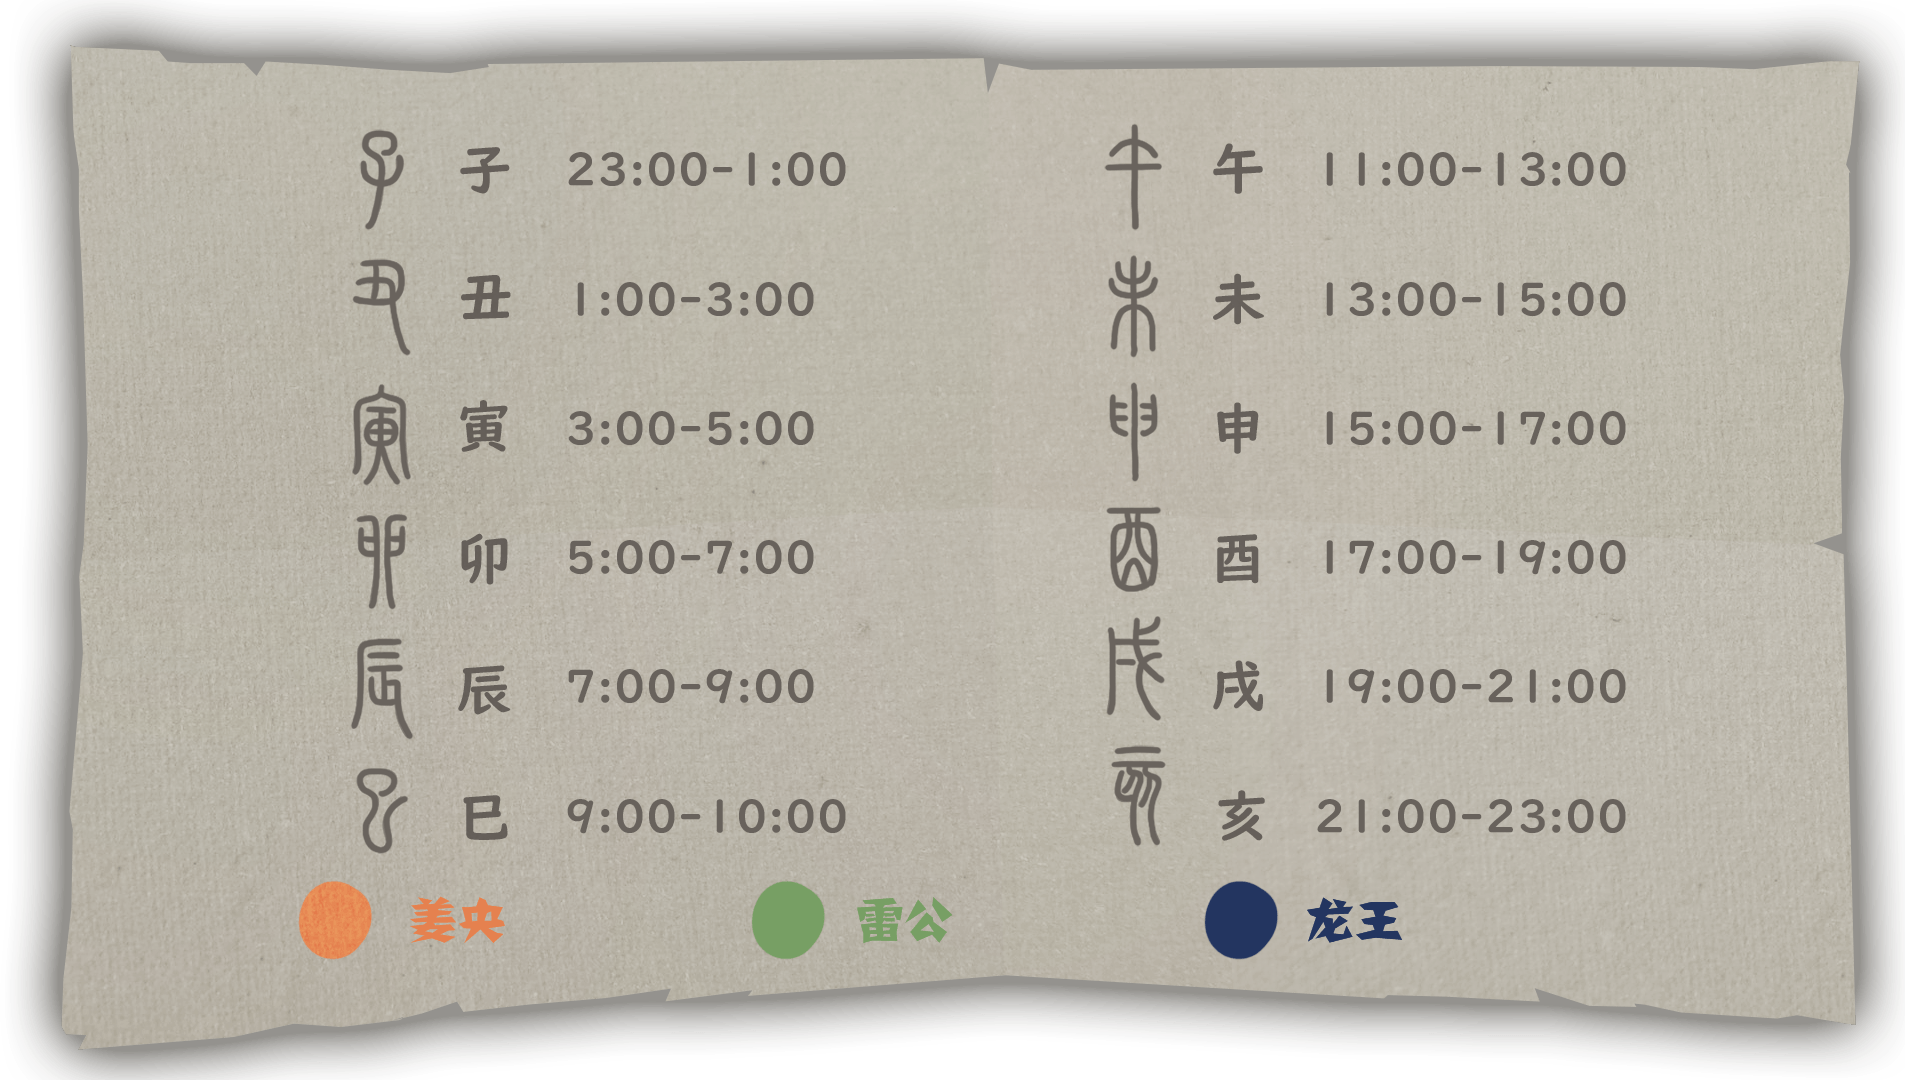 子 子 23:00-1:00
丑 丑 1:00-3:00
寅 寅 3:00-5:00
卯 卯 5:00-7:00
辰 辰 7:00-9:00
巳 巳 9:00-10:00
午 午 11:00-13:00
未 未 13:00-15:00
申 申 15:00-17:00
酉 酉 17:00-19:00
戌 戌 19:00-21:00
亥 亥 21:00-23:00
姜央
雷公
龙王